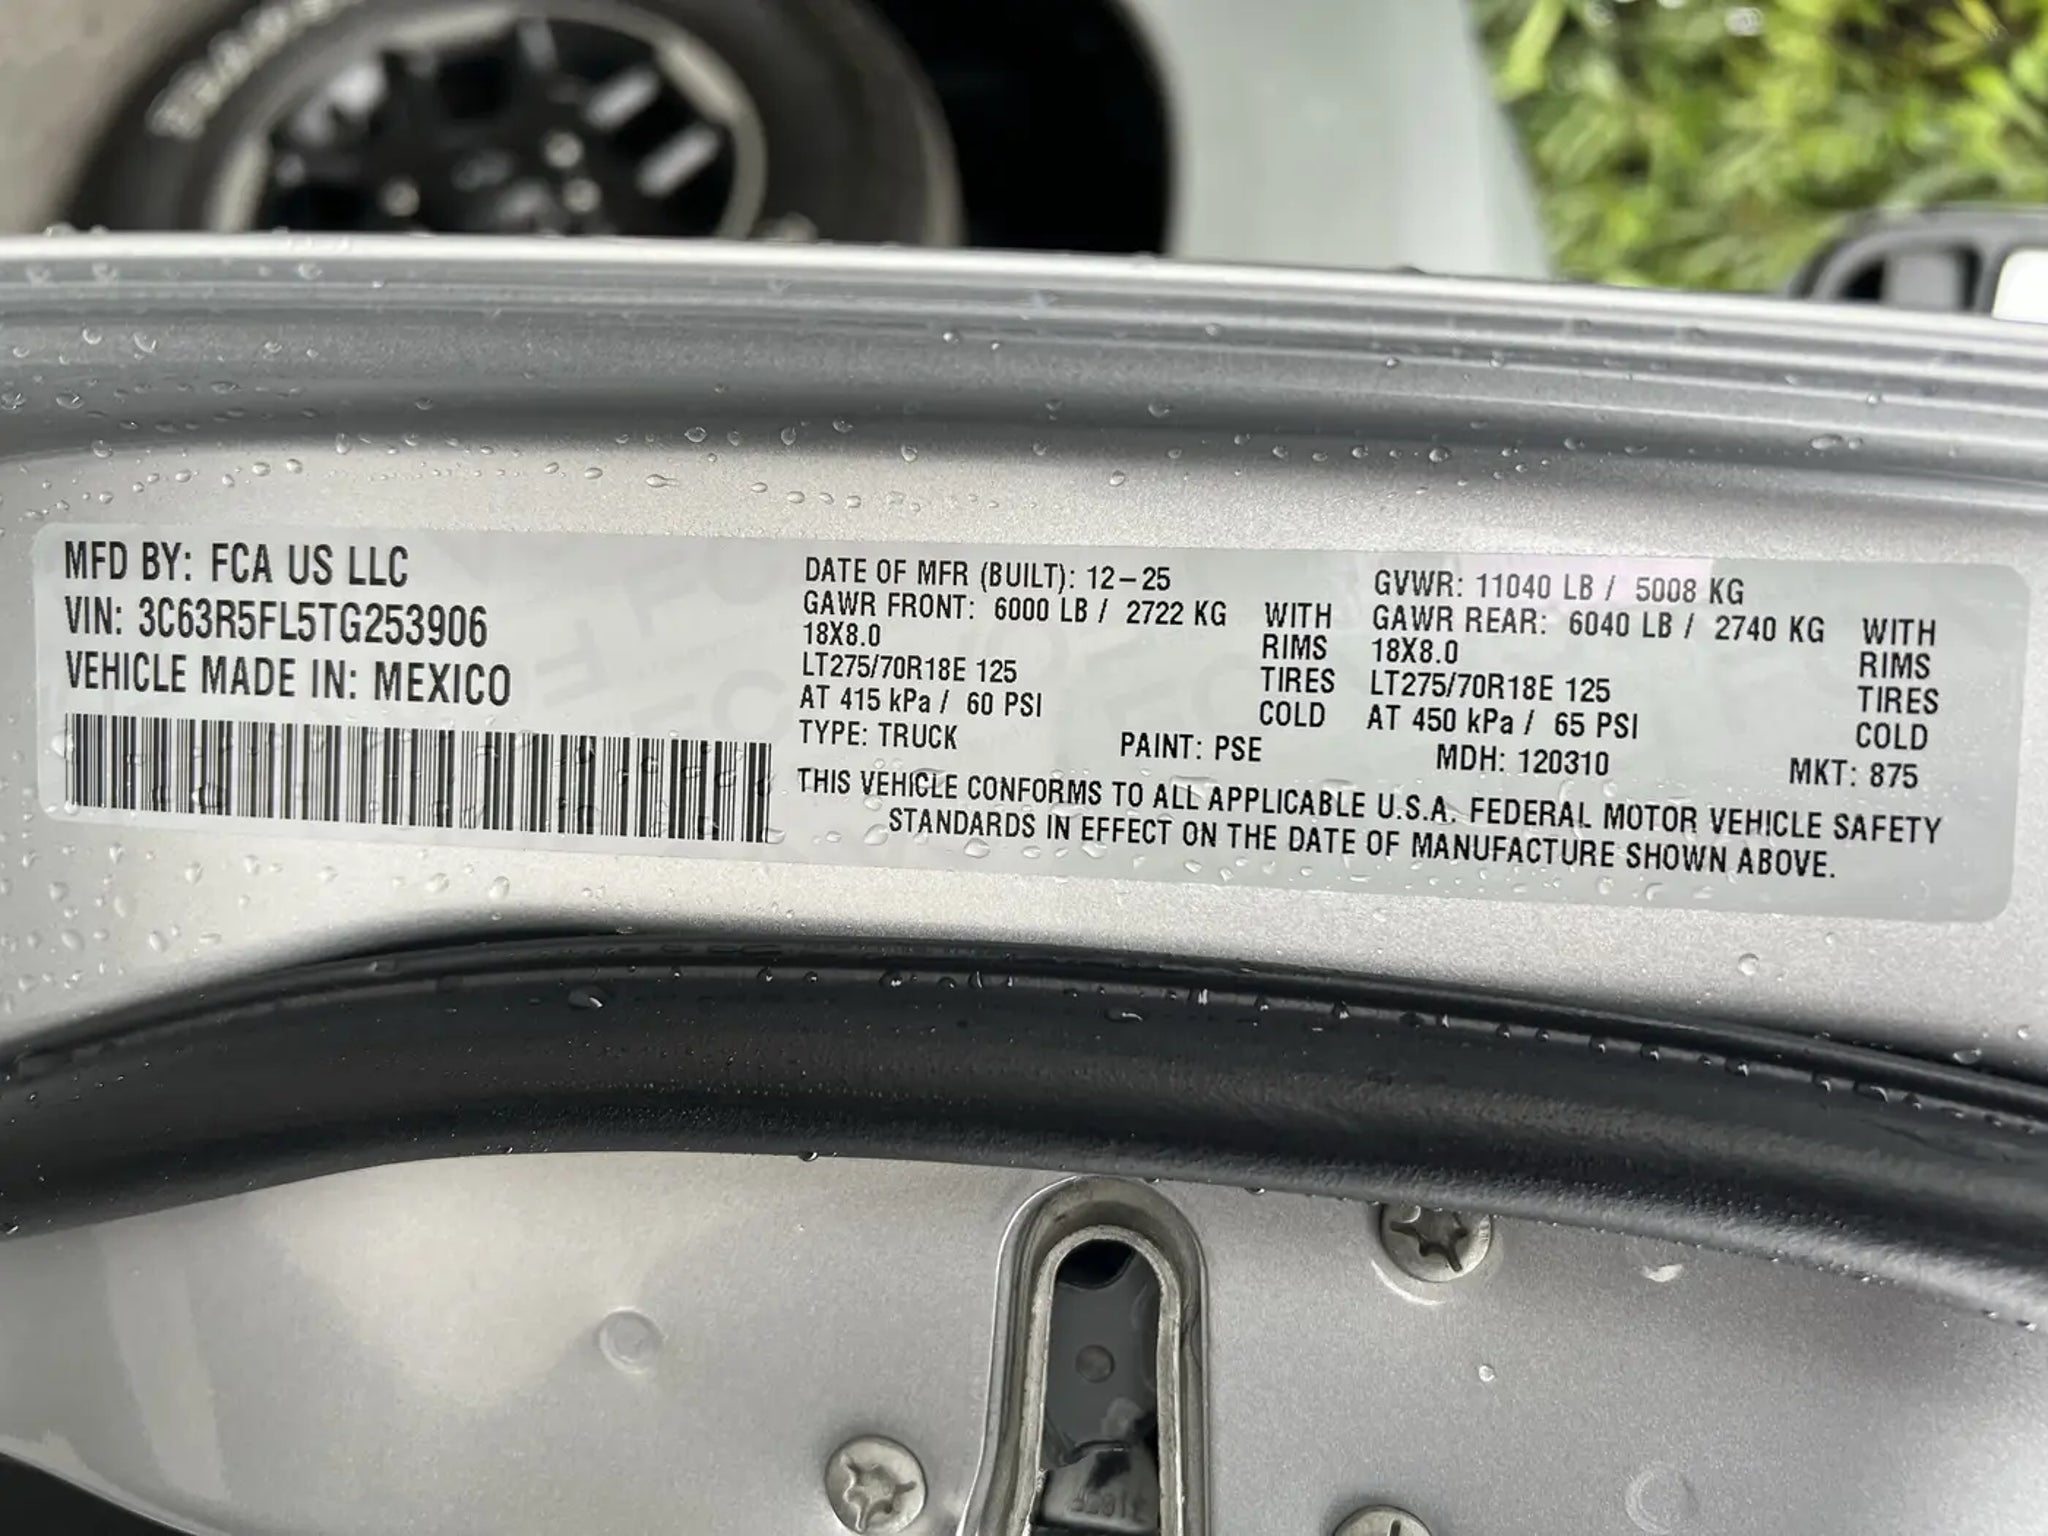 MFD BY: FCA US LLC
VIN: 3C63R5FL5TG253906
VEHICLE MADE IN: MEXICO
DATE OF MFR (BUILT): 12-25 GVWR: 11040 LB / 5008 KG
GAWR FRONT: 6000 LB / 2722 KG WITH GAWR REAR: 6040 LB / 2740 KG WITH
18X8.0 RIMS 18X8.0 RIMS
LT275/70R18E 125 TIRES LT275/70R18E 125 TIRES
AT 415 kPa / 60 PSI COLD AT 450 kPa / 65 PSI COLD
TYPE: TRUCK PAINT: PSE MDH: 120310 MKT: 875
THIS VEHICLE CONFORMS TO ALL APPLICABLE U.S.A. FEDERAL MOTOR VEHICLE SAFETY
STANDARDS IN EFFECT ON THE DATE OF MANUFACTURE SHOWN ABOVE.